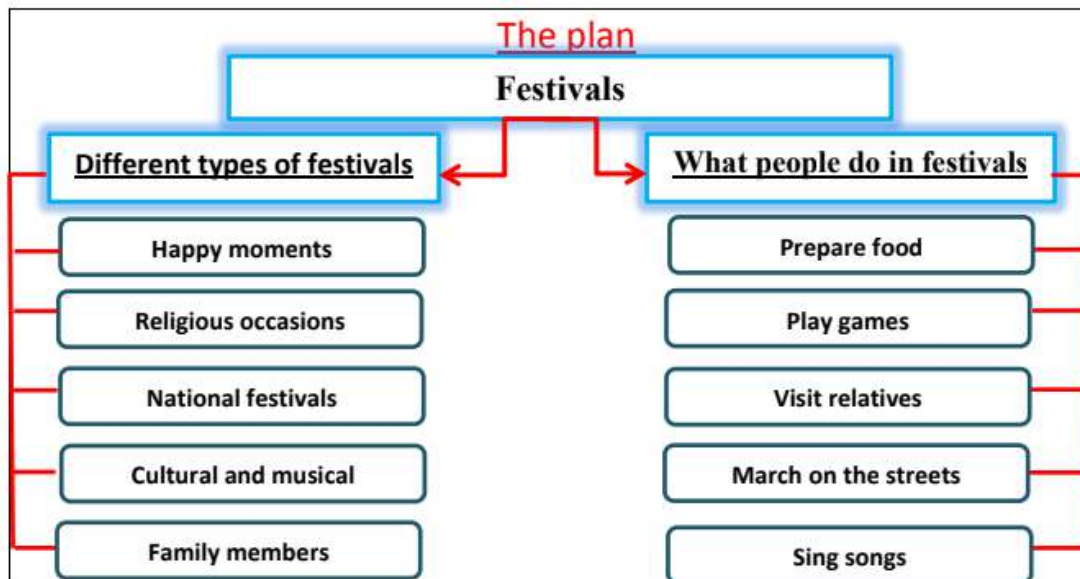 The plan
Festivals
Different types of festivals
Happy moments
Religious occasions
National festivals
Cultural and musical
Family members
What people do in festivals
Prepare food
Play games
Visit relatives
March on the streets
Sing songs